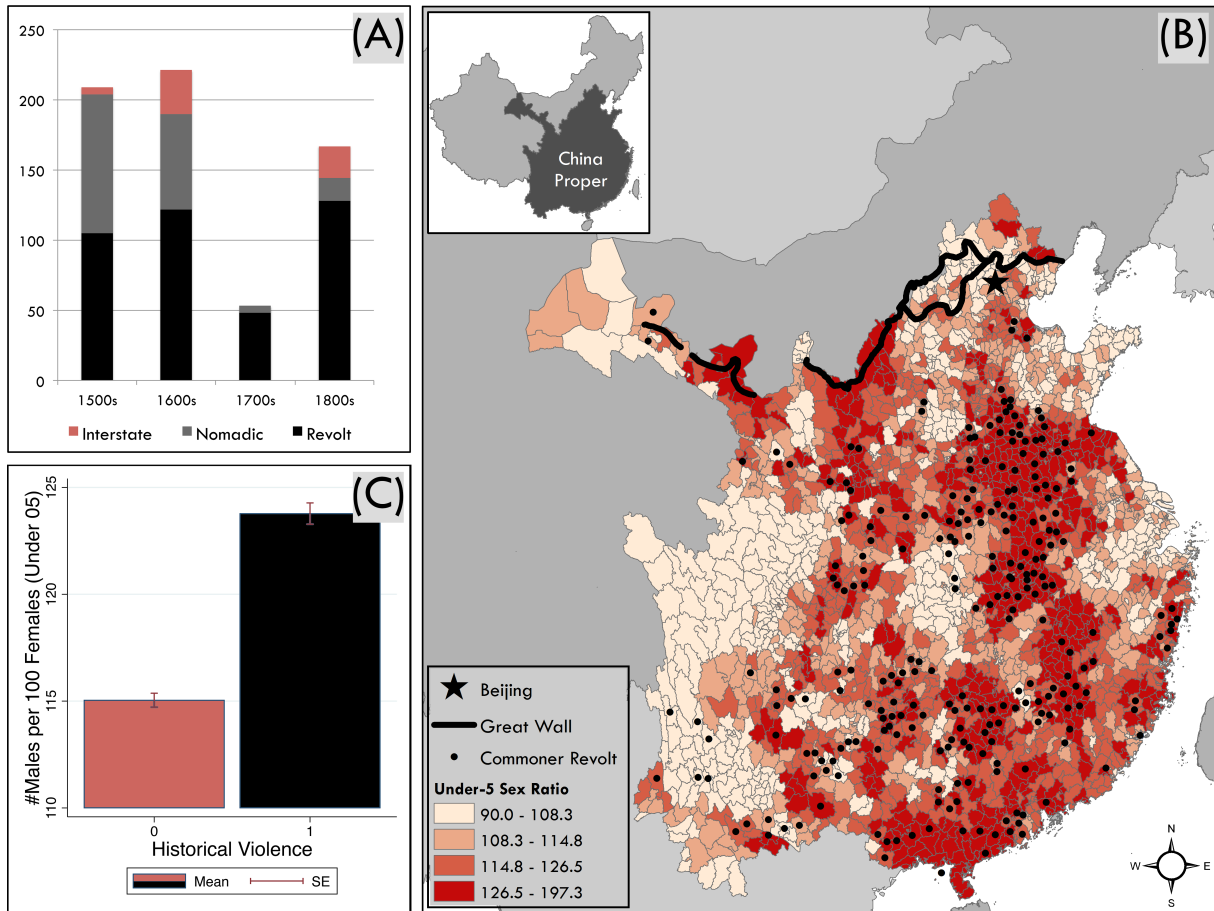 (A)
250
200
150
100
50
0
1500s 1600s 1700s 1800s
Interstate Nomadic Revolt
(C)
#Males per 100 Females (Under 05)
125
120
115
110
0 1
Historical Violence
Mean SE
(B)
China
Proper
Beijing
Great Wall
Commoner Revolt
Under-5 Sex Ratio
90.0 - 108.3
108.3 - 114.8
114.8 - 126.5
126.5 - 197.3
N
W E
S